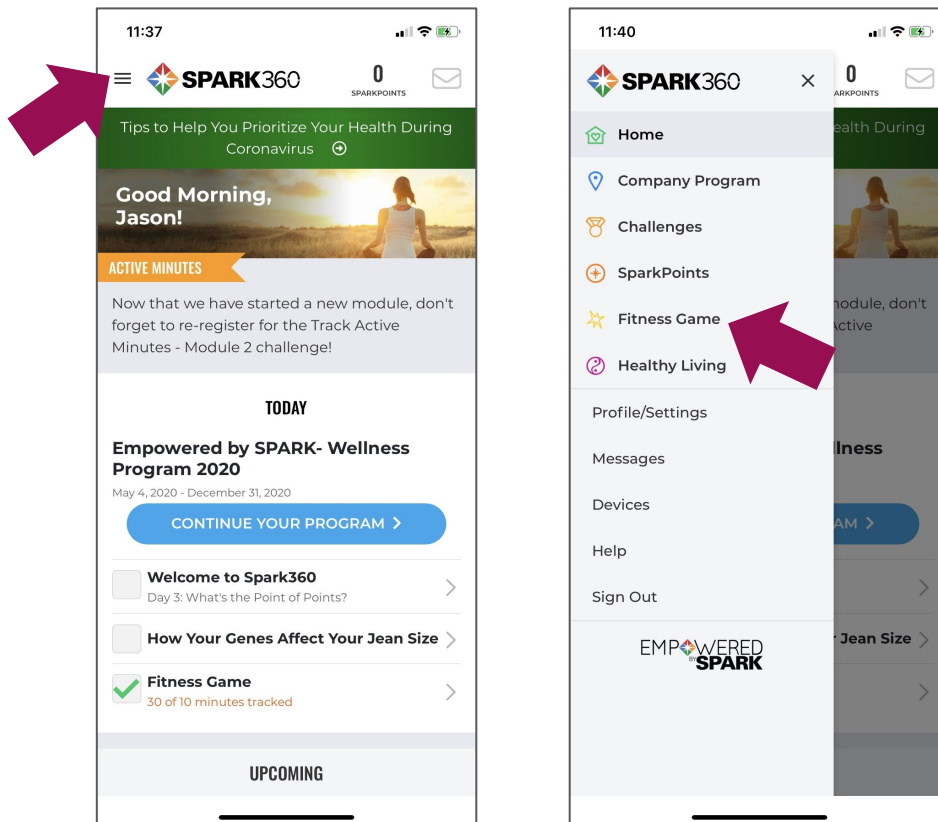 11:37
SPARK360
0
SPARKPOINTS
Tips to Help You Prioritize Your Health During
Coronavirus
Good Morning,
Jason!
ACTIVE MINUTES
Now that we have started a new module, don't
forget to re-register for the Track Active
Minutes - Module 2 challenge!
TODAY
Empowered by SPARK- Wellness
Program 2020
May 4, 2020 - December 31, 2020
CONTINUE YOUR PROGRAM
Welcome to Spark360
Day 3: What's the Point of Points?
How Your Genes Affect Your Jean Size
Fitness Game
30 of 10 minutes tracked
UPCOMING
11:40
SPARK360
0
ARKPOINTS
ealth During
Home
Company Program
Challenges
SparkPoints
nodule, don't
Fitness Game
Active
Healthy Living
Profile/Settings
llness
Messages
Devices
AM
Help
Sign Out
Jean Size
EMPOWERED
BY SPARK